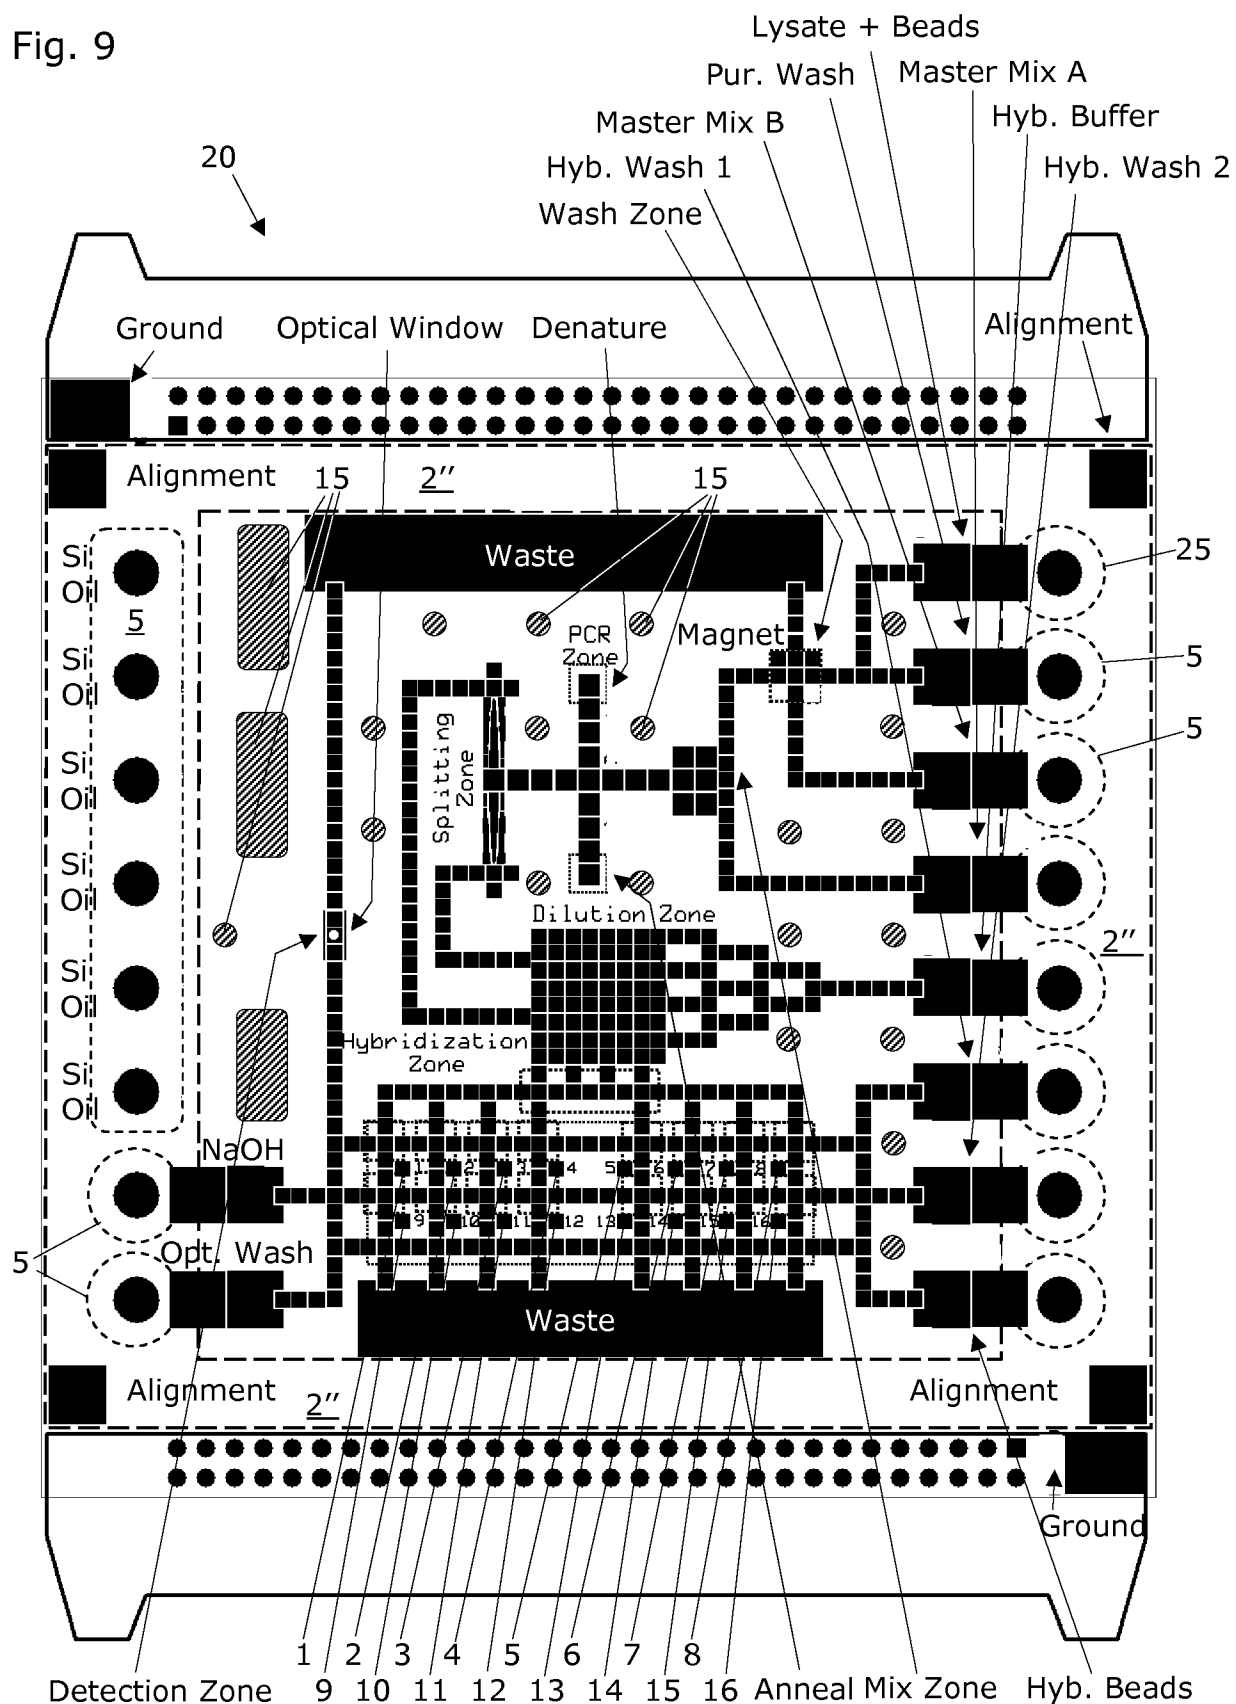 Fig. 9
Lysate + Beads
Pur. Wash
Master Mix A
Master Mix B
Hyb. Buffer
20
Hyb. Wash 1
Hyb. Wash 2
Wash Zone
Ground
Optical Window
Denature
Alignment
Alignment
15
2''
15
Si
Oil
Waste
25
5
PCR
Zone
Magnet
Si
Oil
5
Splitting
Zone
5
Si
Oil
Si
Oil
Dilution Zone
2''
Si
Oil
Hybridization
Zone
Si
Oil
NaOH
1 2 3 4 5 6 7 8
9 10 11 12 13 14 15 16
Opt. Wash
5
Waste
Alignment
2''
Alignment
Ground
1 2 3 4 5 6 7 8
Detection Zone
9 10 11 12 13 14 15 16
Anneal
Mix Zone
Hyb. Beads